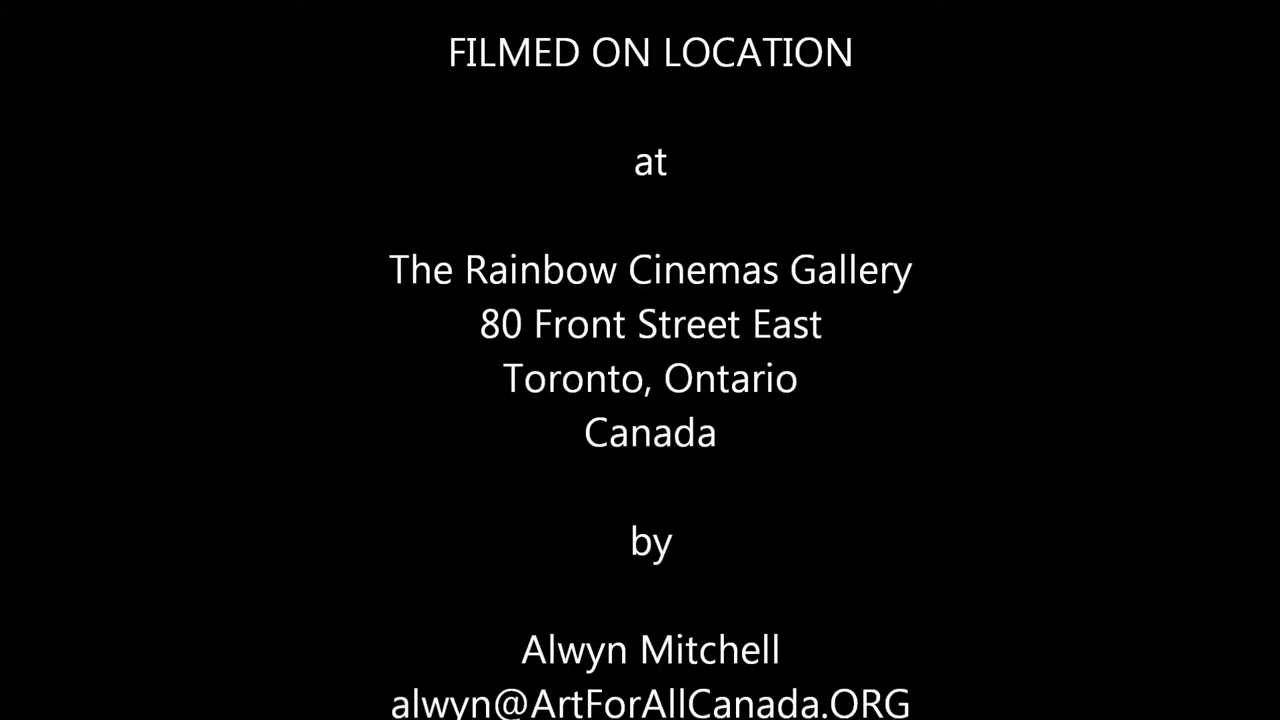 FILMED ON LOCATION
at
The Rainbow Cinemas Gallery
80 Front Street East
Toronto, Ontario
Canada
by
Alwyn Mitchell
alwyn@ArtForAllCanada.ORG